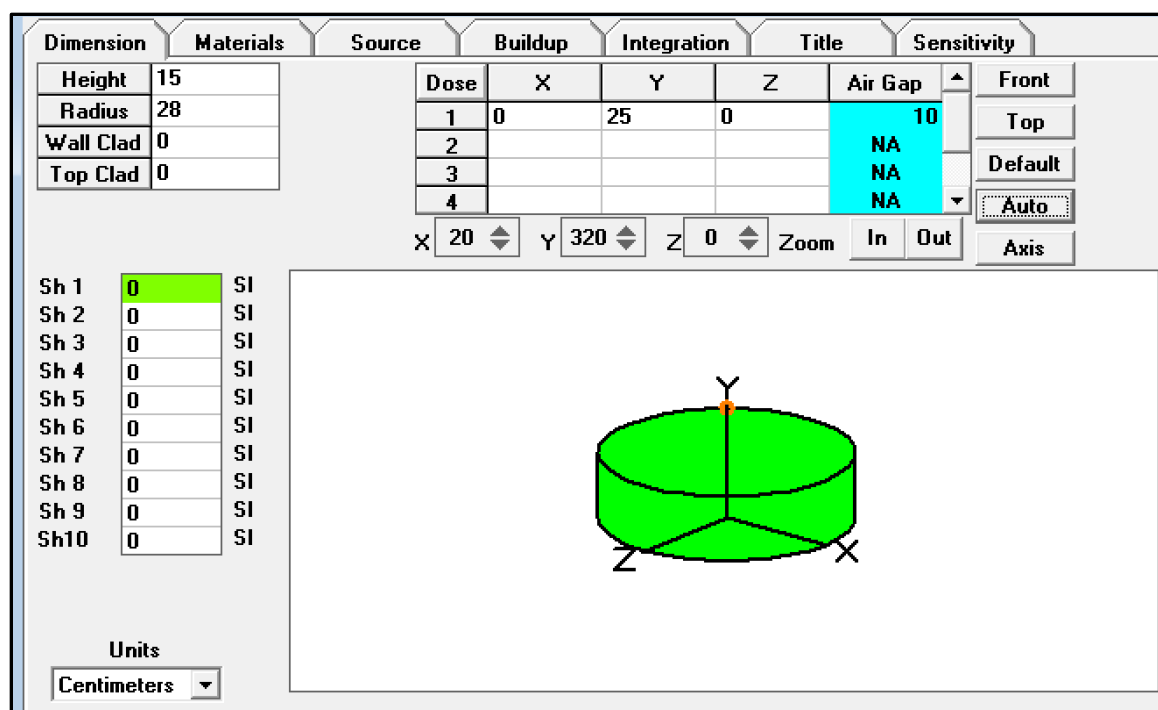 Dimension Materials Source Buildup Integration Title Sensitivity
Height 15
Radius 28
Wall Clad 0
Top Clad 0
Dose X Y Z Air Gap
1 0 25 0 10
2 NA
3 NA
4 NA
Front
Top
Default
Auto
Axis
X 20 Y 320 Z 0 Zoom In Out
Sh 1 0 SI
Sh 2 0 SI
Sh 3 0 SI
Sh 4 0 SI
Sh 5 0 SI
Sh 6 0 SI
Sh 7 0 SI
Sh 8 0 SI
Sh 9 0 SI
Sh10 0 SI
Y
Z
X
Units
Centimeters